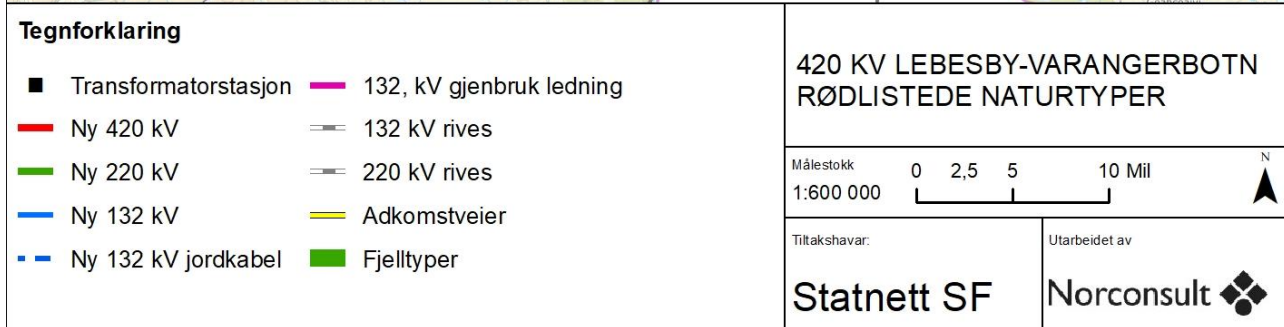 Tegnforklaring
Transformatorstasjon
Ny 420 kV
Ny 220 kV
Ny 132 kV
Ny 132 kV jordkabel
132, kV gjenbruk ledning
132 kV rives
220 kV rives
Adkomstveier
Fjelltyper
420 KV LEBESBY-VARANGERBOTN
RØDLISTEDE NATURTYPER
Målestokk
1:600 000
0 2,5 5 10 Mil
N
Tiltakshavar:
Statnett SF
Utarbeidet av
Norconsult